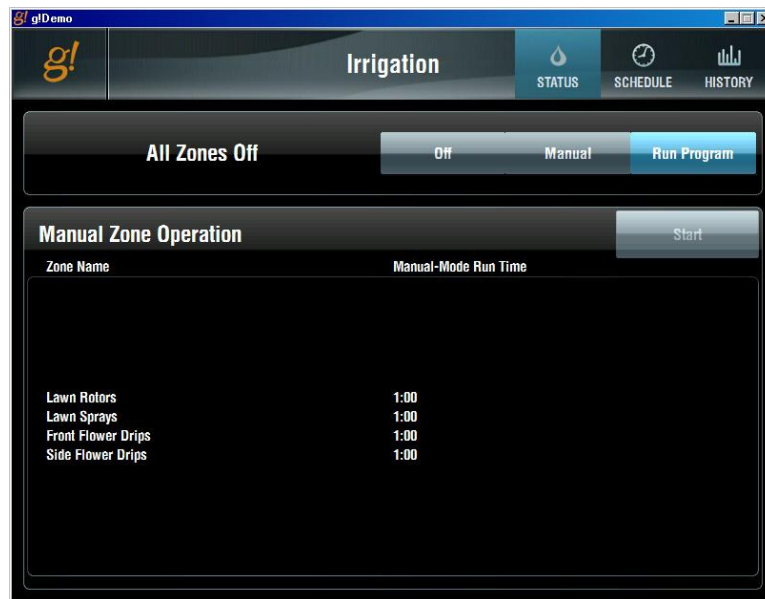 g! g!Demo
g!
Irrigation
STATUS
SCHEDULE
HISTORY
All Zones Off
Off
Manual
Run Program
Manual Zone Operation
Start
Zone Name Manual-Mode Run Time
Lawn Rotors 1:00
Lawn Sprays 1:00
Front Flower Drips 1:00
Side Flower Drips 1:00